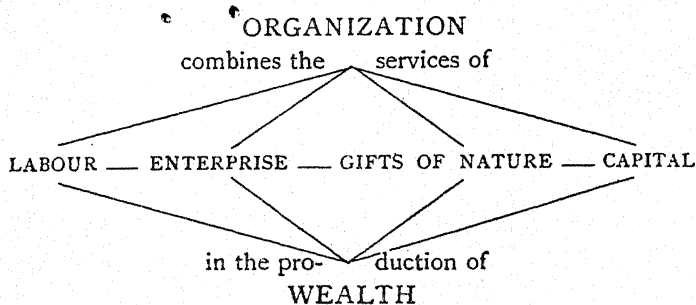 ORGANIZATION
combines the services of
LABOUR — ENTERPRISE — GIFTS OF NATURE — CAPITAL
in the pro- duction of
WEALTH